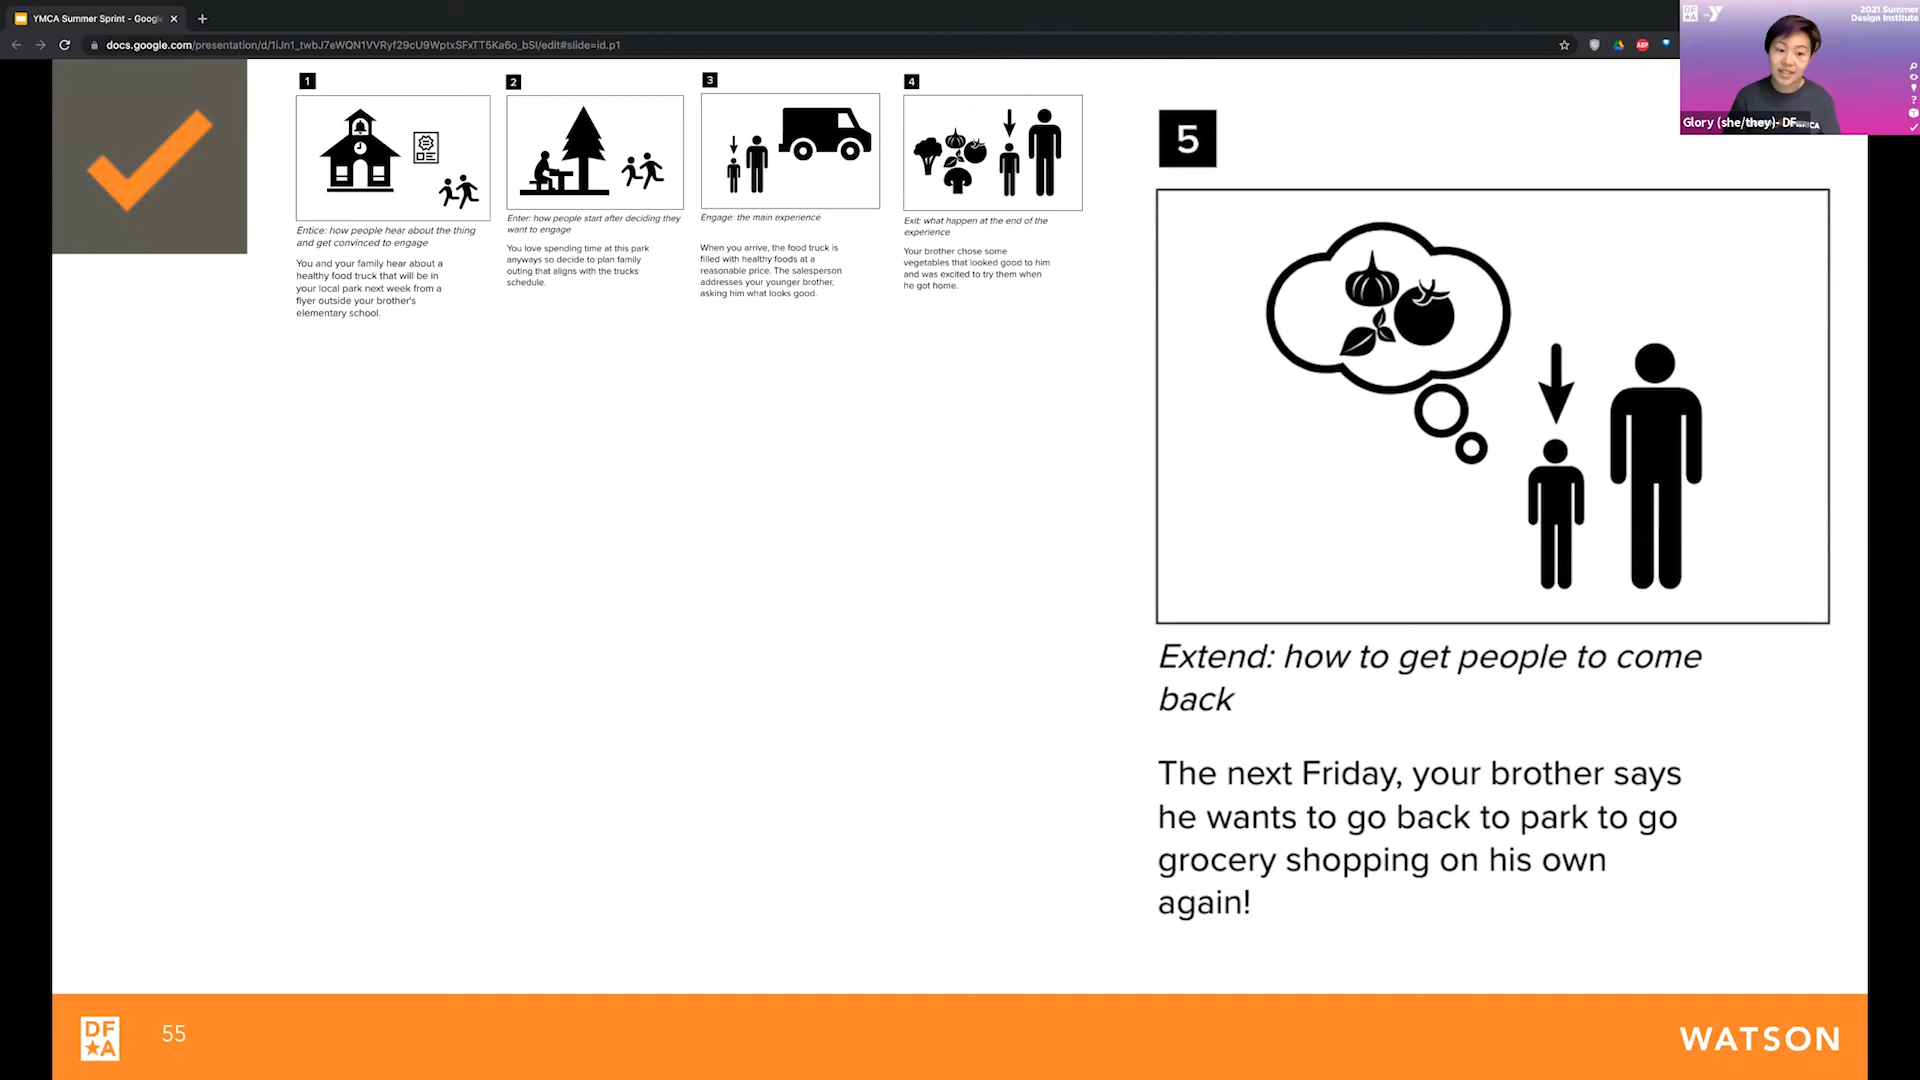 YMCA Summer Sprint - Google
docs.google.com/presentation/d/1iJn1_twbJ7eWQN1VVRyf29cU9WptxSFxTT5Ka6o_bSI/edit#slide=id.p1
ABP
DF
A
the
Y
2021 Summer
Design Institute
Glory (she/they)- DF
1
Entice: how people hear about the thing
and get convinced to engage
You and your family hear about a
healthy food truck that will be in
your local park next week from a
flyer outside your brother's
elementary school.
2
Enter: how people start after deciding they
want to engage
You love spending time at this park
anyways so decide to plan family
outing that aligns with the trucks
schedule.
3
Engage: the main experience
When you arrive, the food truck is
filled with healthy foods at a
reasonable price. The salesperson
addresses your younger brother,
asking him what looks good.
4
Exit: what happen at the end of the
experience
Your brother chose some
vegetables that looked good to him
and was excited to try them when
he got home.
5
Extend: how to get people to come
back
The next Friday, your brother says
he wants to go back to park to go
grocery shopping on his own
again!
DF
A
55
WATSON